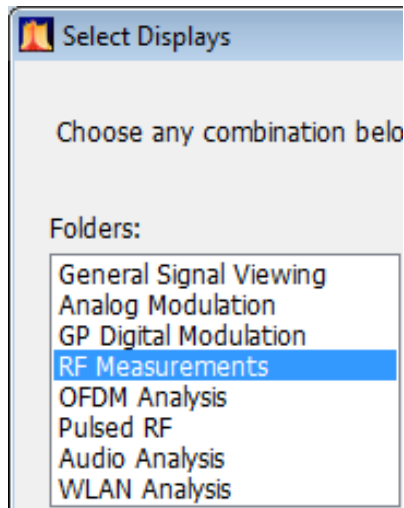 Select Displays
Choose any combination
Folders:
General Signal Viewing
Analog Modulation
GP Digital Modulation
RF Measurements
OFDM Analysis
Pulsed RF
Audio Analysis
WLAN Analysis